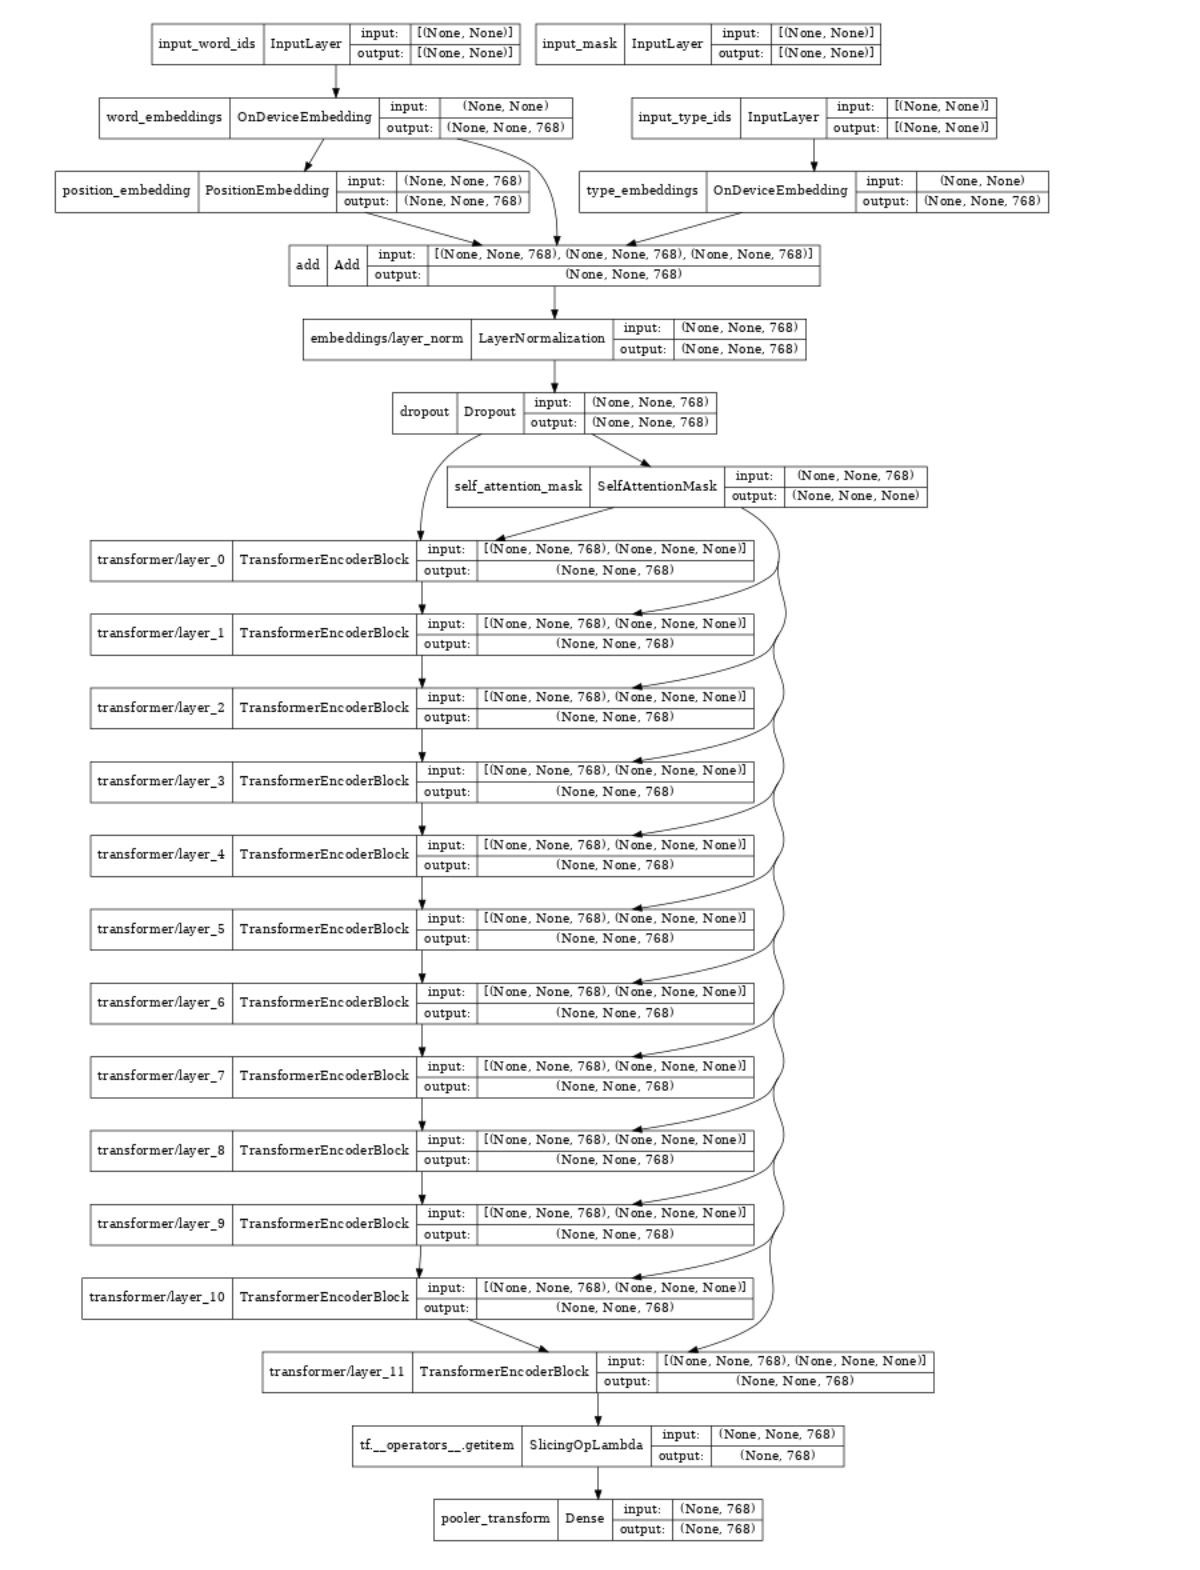 input_word_ids InputLayer input: [(None, None)] output: [(None, None)]
input_mask InputLayer input: [(None, None)] output: [(None, None)]
word_embeddings OnDeviceEmbedding input: (None, None) output: (None, None, 768)
input_type_ids InputLayer input: [(None, None)] output: [(None, None)]
position_embedding PositionEmbedding input: (None, None, 768) output: (None, None, 768)
type_embeddings OnDeviceEmbedding input: (None, None) output: (None, None, 768)
add Add input: [(None, None, 768), (None, None, 768), (None, None, 768)] output: (None, None, 768)
embeddings/layer_norm LayerNormalization input: (None, None, 768) output: (None, None, 768)
dropout Dropout input: (None, None, 768) output: (None, None, 768)
self_attention_mask SelfAttentionMask input: (None, None, 768) output: (None, None, None)
transformer/layer_0 TransformerEncoderBlock input: [(None, None, 768), (None, None, None)] output: (None, None, 768)
transformer/layer_1 TransformerEncoderBlock input: [(None, None, 768), (None, None, None)] output: (None, None, 768)
transformer/layer_2 TransformerEncoderBlock input: [(None, None, 768), (None, None, None)] output: (None, None, 768)
transformer/layer_3 TransformerEncoderBlock input: [(None, None, 768), (None, None, None)] output: (None, None, 768)
transformer/layer_4 TransformerEncoderBlock input: [(None, None, 768), (None, None, None)] output: (None, None, 768)
transformer/layer_5 TransformerEncoderBlock input: [(None, None, 768), (None, None, None)] output: (None, None, 768)
transformer/layer_6 TransformerEncoderBlock input: [(None, None, 768), (None, None, None)] output: (None, None, 768)
transformer/layer_7 TransformerEncoderBlock input: [(None, None, 768), (None, None, None)] output: (None, None, 768)
transformer/layer_8 TransformerEncoderBlock input: [(None, None, 768), (None, None, None)] output: (None, None, 768)
transformer/layer_9 TransformerEncoderBlock input: [(None, None, 768), (None, None, None)] output: (None, None, 768)
transformer/layer_10 TransformerEncoderBlock input: [(None, None, 768), (None, None, None)] output: (None, None, 768)
transformer/layer_11 TransformerEncoderBlock input: [(None, None, 768), (None, None, None)] output: (None, None, 768)
tf.__operators__.getitem SlicingOpLambda input: (None, None, 768) output: (None, 768)
pooler_transform Dense input: (None, 768) output: (None, 768)